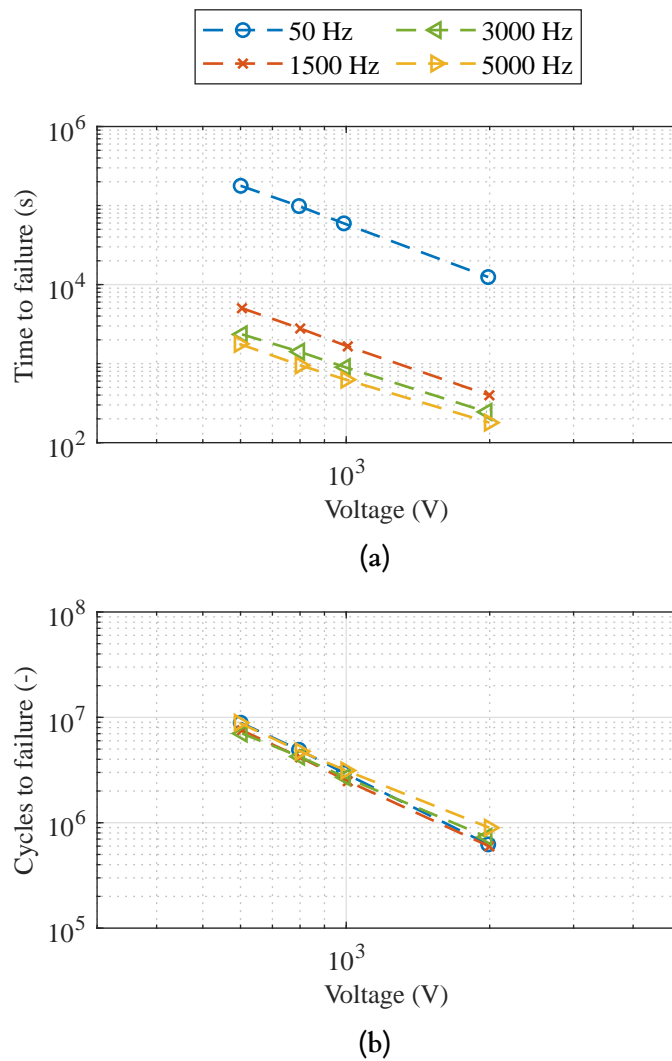 50 Hz 3000 Hz
1500 Hz 5000 Hz
10^6
10^4
10^2
Time to failure (s)
10^3
Voltage (V)
(a)
10^8
10^7
10^6
10^5
Cycles to failure (-)
10^3
Voltage (V)
(b)